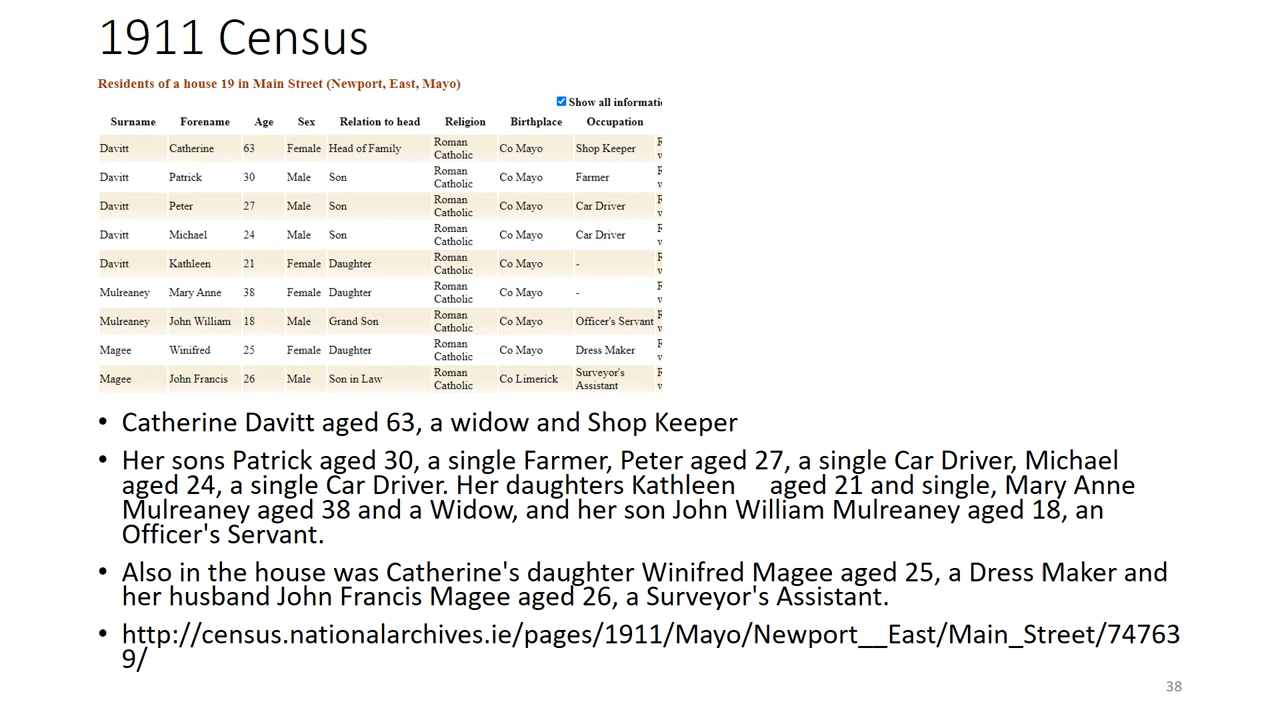 1911 Census
Residents of a house 19 in Main Street (Newport, East, Mayo)
Show all informati
Surname Forename Age Sex Relation to head Religion Birthplace Occupation
Davitt Catherine 63 Female Head of Family Roman Catholic Co Mayo Shop Keeper
Davitt Patrick 30 Male Son Roman Catholic Co Mayo Farmer
Davitt Peter 27 Male Son Roman Catholic Co Mayo Car Driver
Davitt Michael 24 Male Son Roman Catholic Co Mayo Car Driver
Davitt Kathleen 21 Female Daughter Roman Catholic Co Mayo -
Mulreaney Mary Anne 38 Female Daughter Roman Catholic Co Mayo -
Mulreaney John William 18 Male Grand Son Roman Catholic Co Mayo Officer's Servant
Magee Winifred 25 Female Daughter Roman Catholic Co Mayo Dress Maker
Magee John Francis 26 Male Son in Law Roman Catholic Co Limerick Surveyor's Assistant
• Catherine Davitt aged 63, a widow and Shop Keeper
• Her sons Patrick aged 30, a single Farmer, Peter aged 27, a single Car Driver, Michael
aged 24, a single Car Driver. Her daughters Kathleen aged 21 and single, Mary Anne
Mulreaney aged 38 and a Widow, and her son John William Mulreaney aged 18, an
Officer's Servant.
• Also in the house was Catherine's daughter Winifred Magee aged 25, a Dress Maker and
her husband John Francis Magee aged 26, a Surveyor's Assistant.
• http://census.nationalarchives.ie/pages/1911/Mayo/Newport__East/Main_Street/74763
9/
38